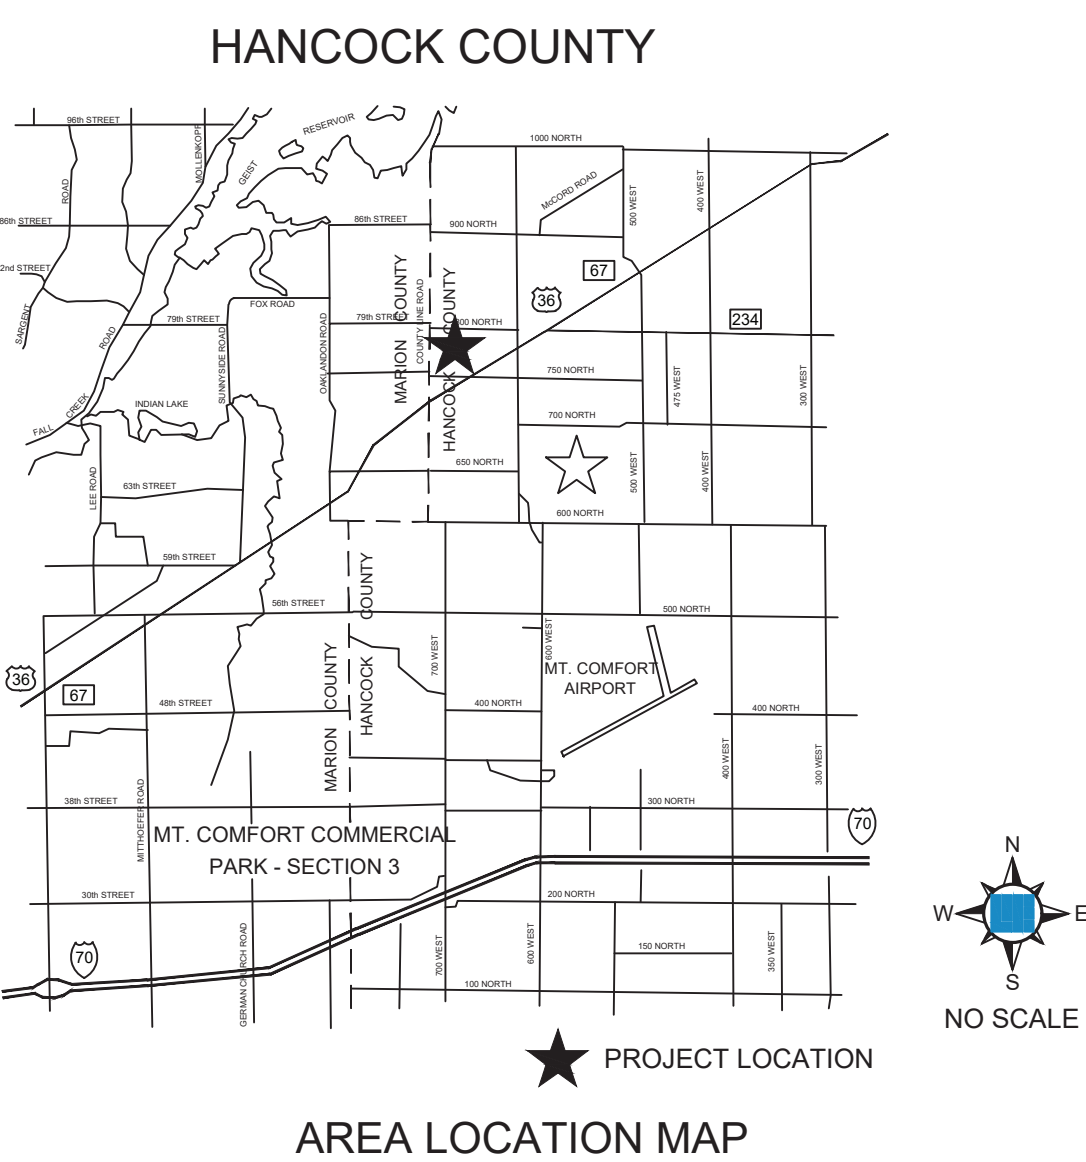 HANCOCK COUNTY
96th STREET
MOLLENKOPF
RESERVOIR
GEIST
1000 NORTH
McCORD ROAD
500 WEST
400 WEST
ROAD
86th STREET
86th STREET
900 NORTH
2nd STREET
67
36
234
SARGENT
FOX ROAD
79th STREET
79th STREET
ROAD
SUNNYSIDE ROAD
OAKLANDON ROAD
MARION COUNTY
COUNTY LINE ROAD
HANCOCK COUNTY
750 NORTH
475 WEST
300 WEST
INDIAN LAKE
FALL CREEK
700 NORTH
LEE ROAD
63th STREET
650 NORTH
500 WEST
400 WEST
600 NORTH
59th STREET
56th STREET
500 NORTH
HANCOCK COUNTY
MARION COUNTY
700 WEST
600 WEST
MT. COMFORT
AIRPORT
36
67
48th STREET
400 NORTH
400 NORTH
400 WEST
300 WEST
38th STREET
MITTHOEFER ROAD
300 NORTH
70
MT. COMFORT COMMERCIAL
PARK - SECTION 3
30th STREET
200 NORTH
70
GERMAN CHURCH ROAD
700 WEST
600 WEST
150 NORTH
350 WEST
100 NORTH
N
W
E
S
NO SCALE
PROJECT LOCATION
AREA LOCATION MAP